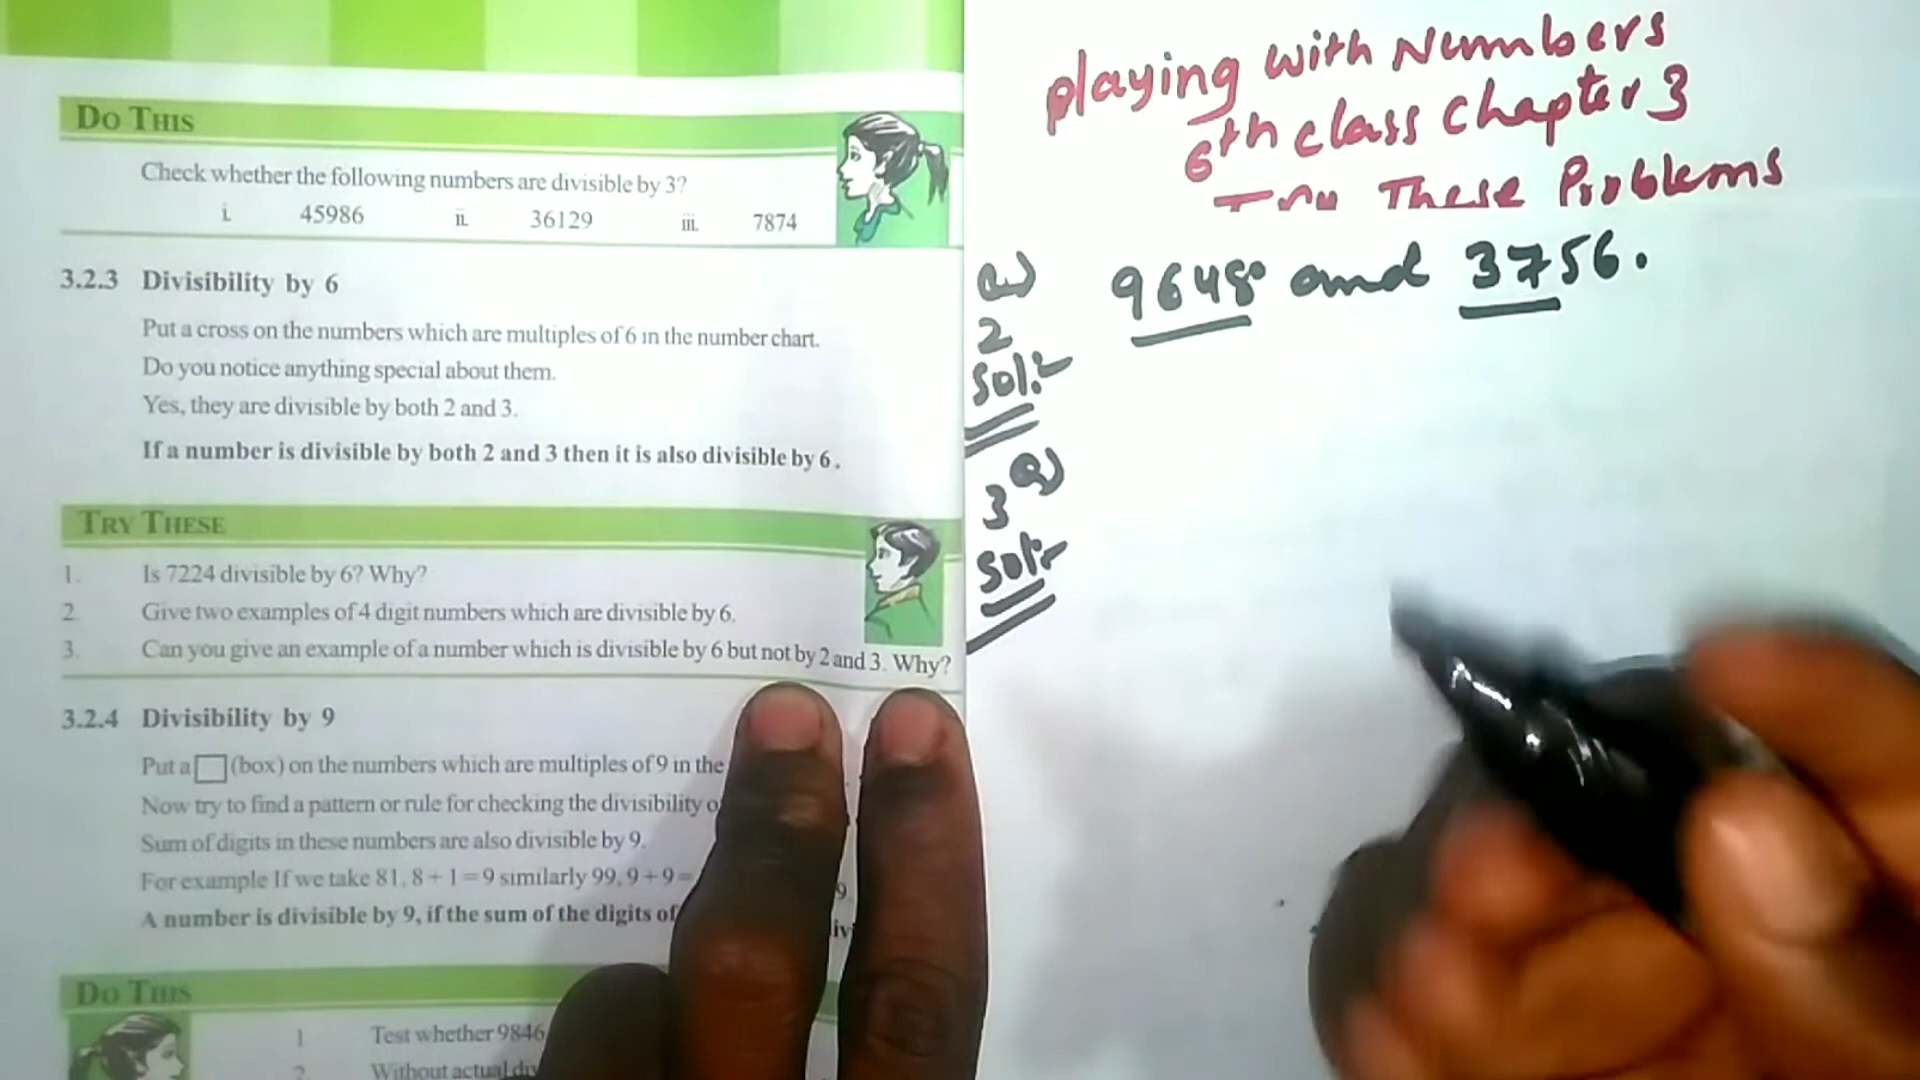 DO THIS
Check whether the following numbers are divisible by 3?
i. 45986 ii. 36129 iii. 7874
3.2.3 Divisibility by 6
Put a cross on the numbers which are multiples of 6 in the number chart.
Do you notice anything special about them.
Yes, they are divisible by both 2 and 3.
If a number is divisible by both 2 and 3 then it is also divisible by 6.
TRY THESE
1. Is 7224 divisible by 6? Why?
2. Give two examples of 4 digit numbers which are divisible by 6.
3. Can you give an example of a number which is divisible by 6 but not by 2 and 3. Why?
3.2.4 Divisibility by 9
Put a (box) on the numbers which are multiples of 9 in the
Now try to find a pattern or rule for checking the divisibility o
Sum of digits in these numbers are also divisible by 9.
For example If we take 81, 8 + 1 = 9 similarly 99, 9 + 9 =
9.
A number is divisible by 9, if the sum of the digits of
DO THIS
1 Test whether 9846
2. Without actual div
playing with Numbers
6th class Chapter 3
Try These Problems
Q) 9648 and 3756.
2
Sol:-
3 Q)
Sol:-